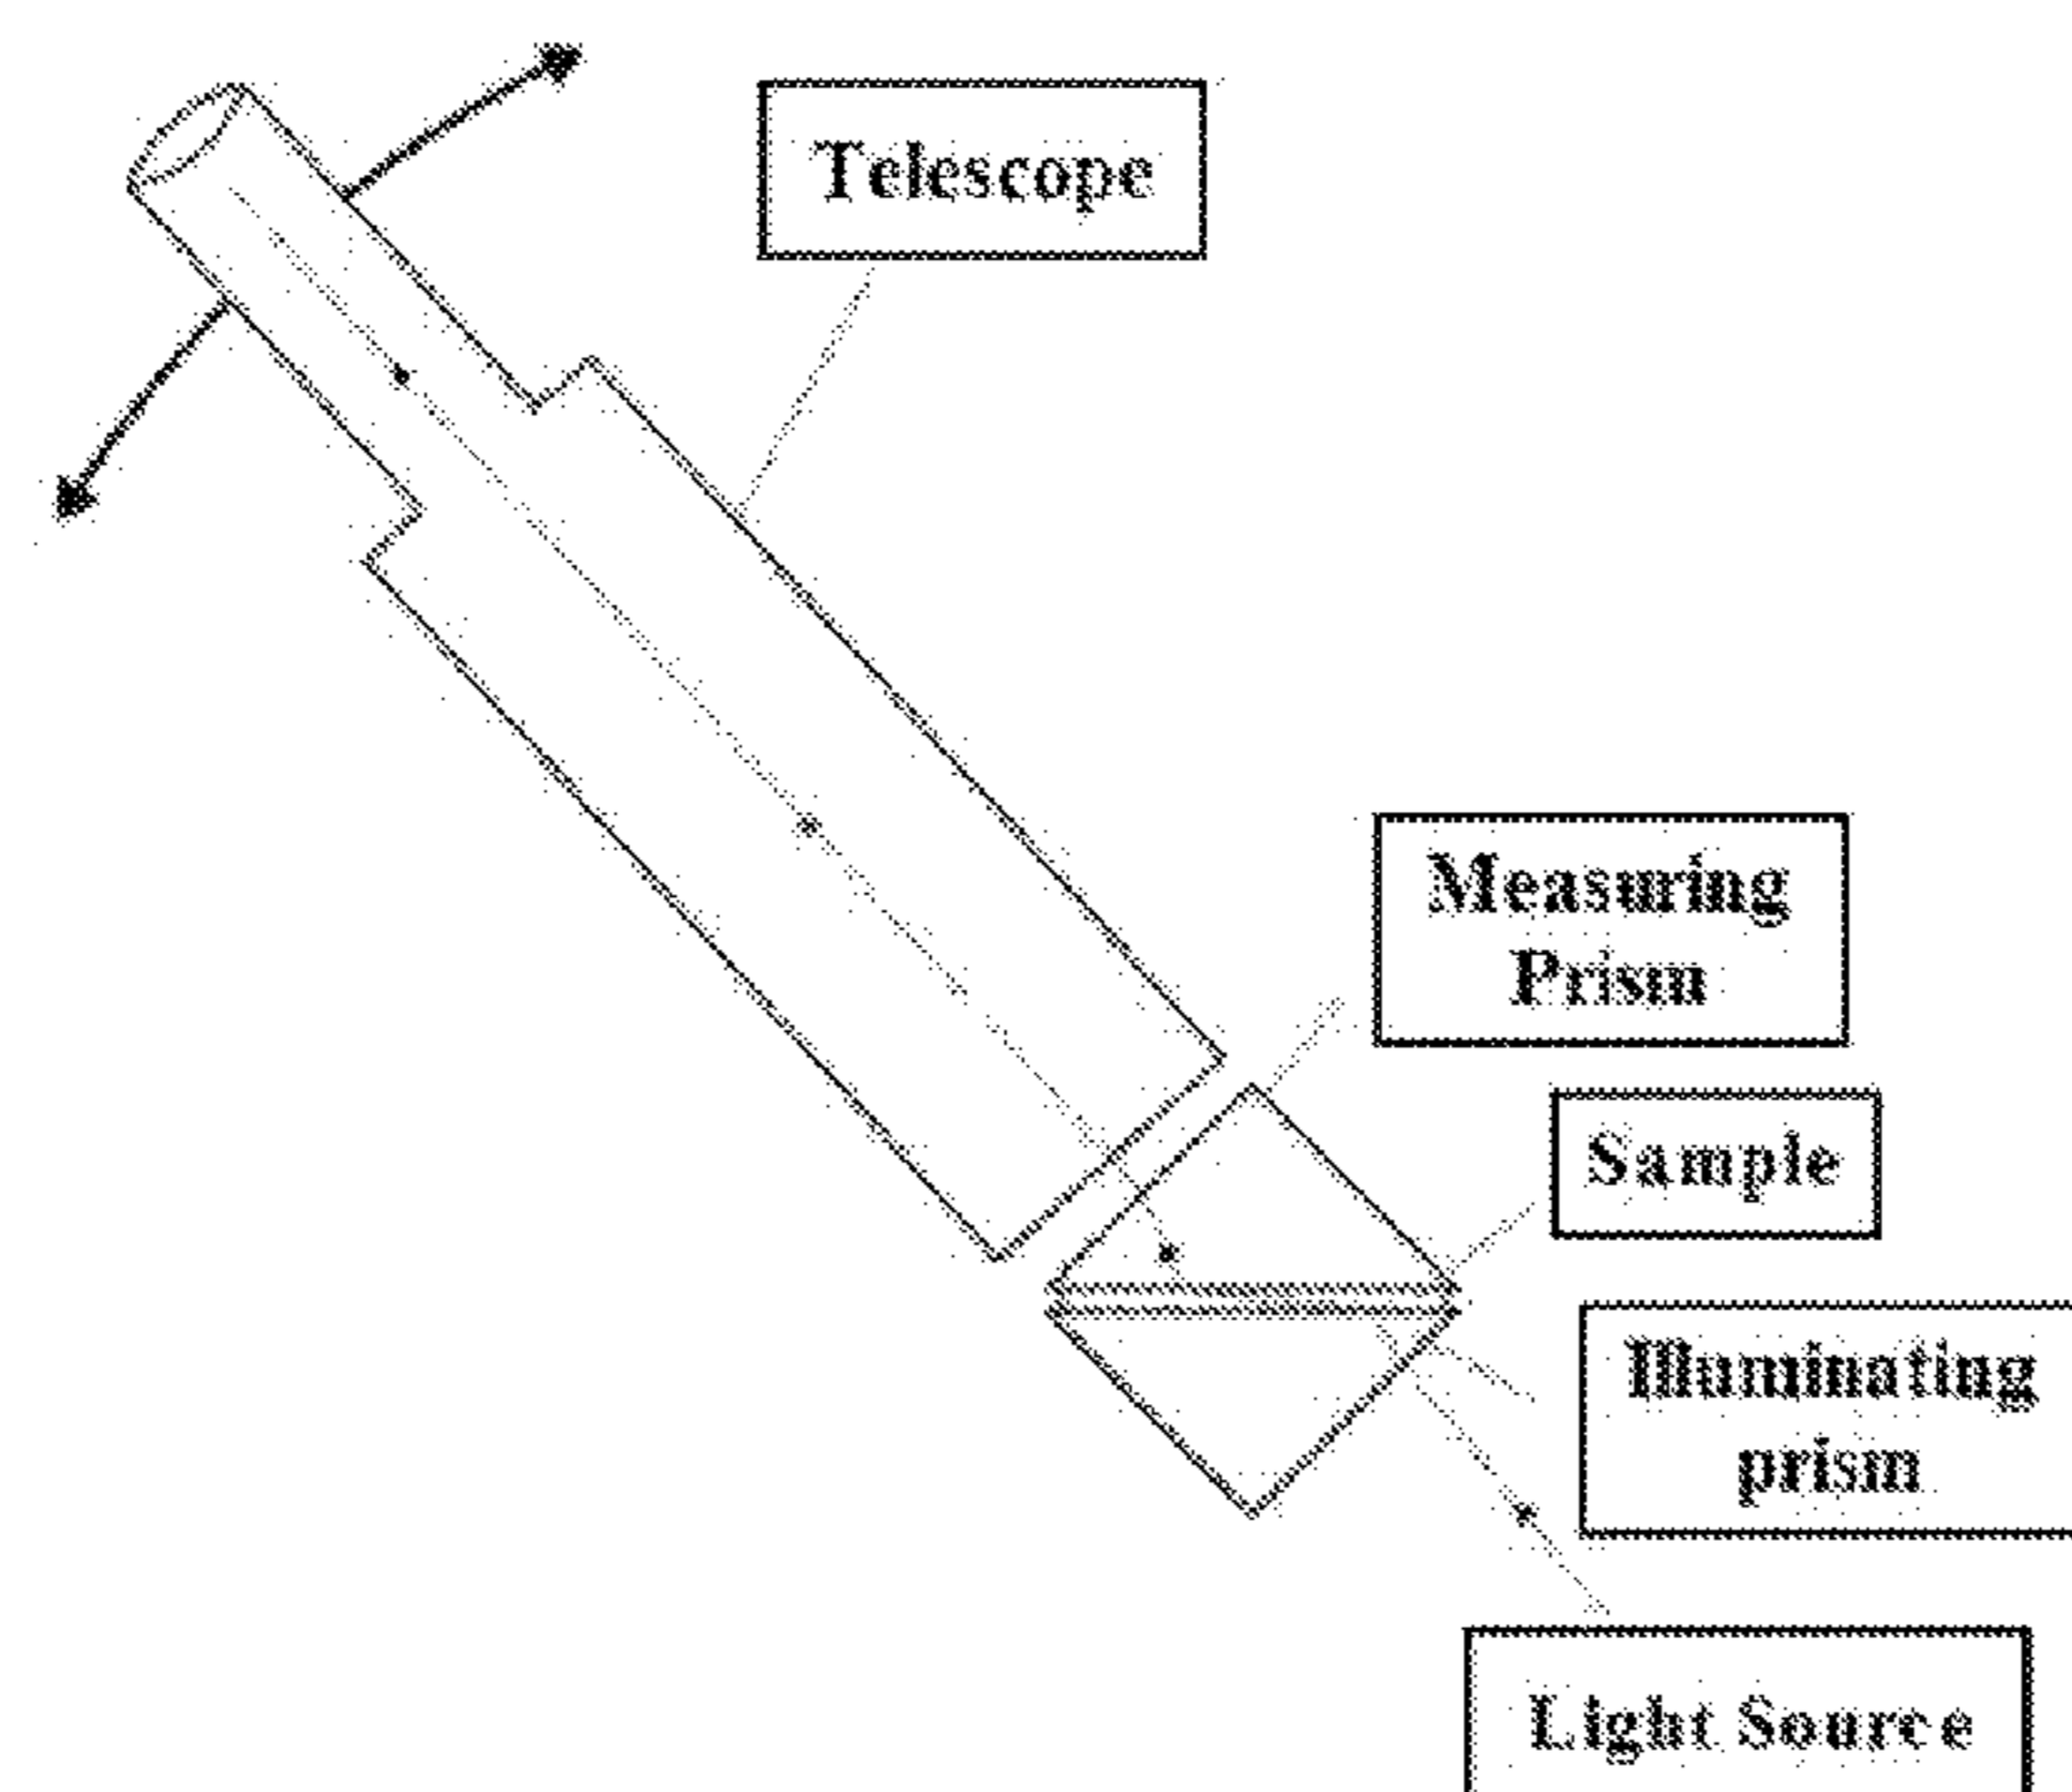 Telescope
Measuring
Prism
Sample
Illuminating
prism
Light Source